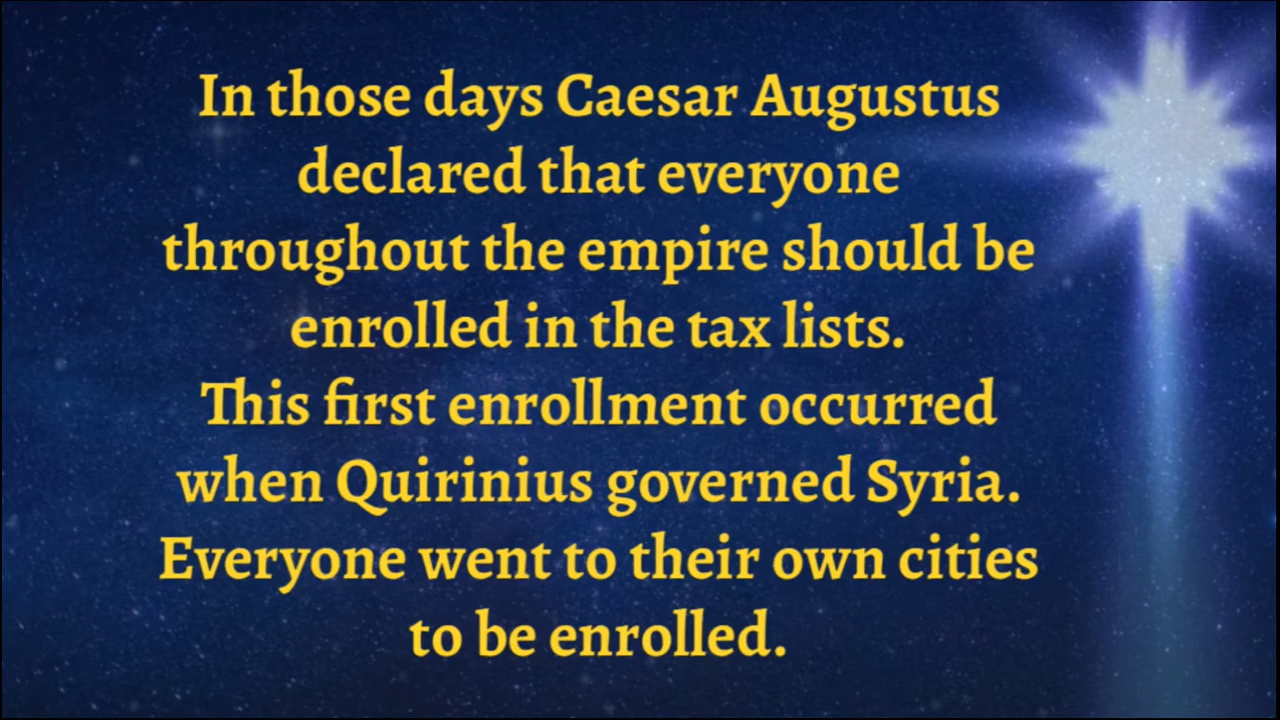 In those days Caesar Augustus
declared that everyone
throughout the empire should be
enrolled in the tax lists.
This first enrollment occurred
when Quirinius governed Syria.
Everyone went to their own cities
to be enrolled.